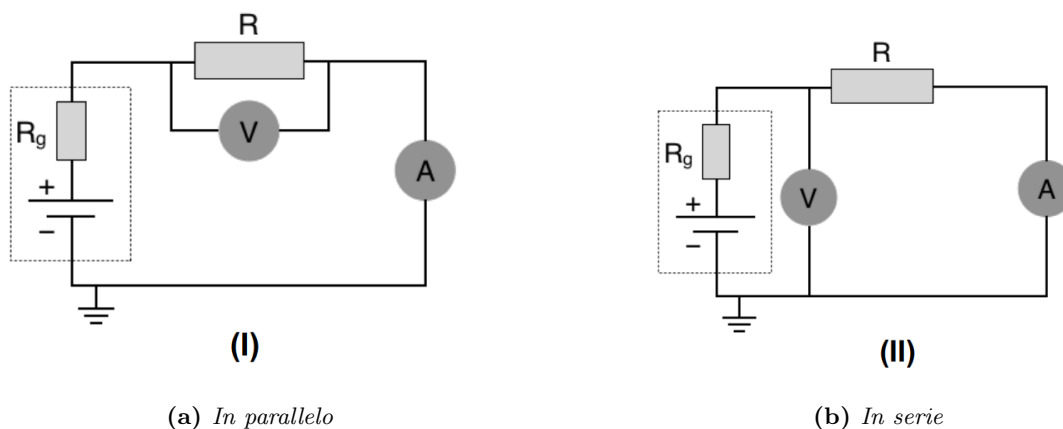 R
V
A
Rg
+
−
(I)
(a) In parallelo
R
V
A
Rg
+
−
(II)
(b) In serie